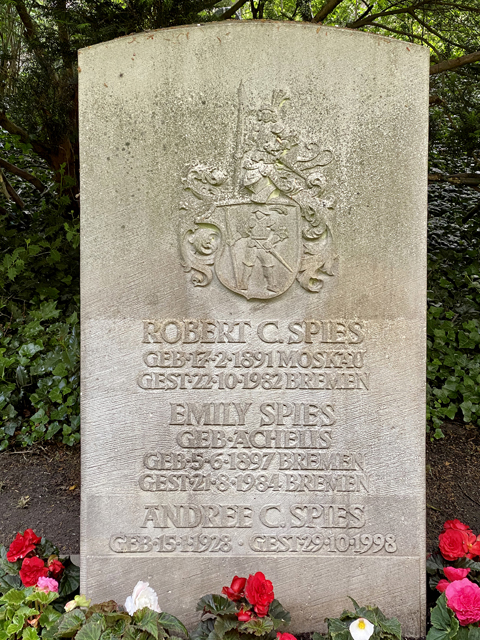 ROBERT C. SPIES
GEB·17·2·1891 MOSKAU
GEST·22·10·1982 BREMEN
EMILY SPIES
GEB·ACHELIS
GEB·5·6·1897 BREMEN
GEST·21·8·1984 BREMEN
ANDREE C. SPIES
GEB·15·1·1928 · GEST·29·10·1998